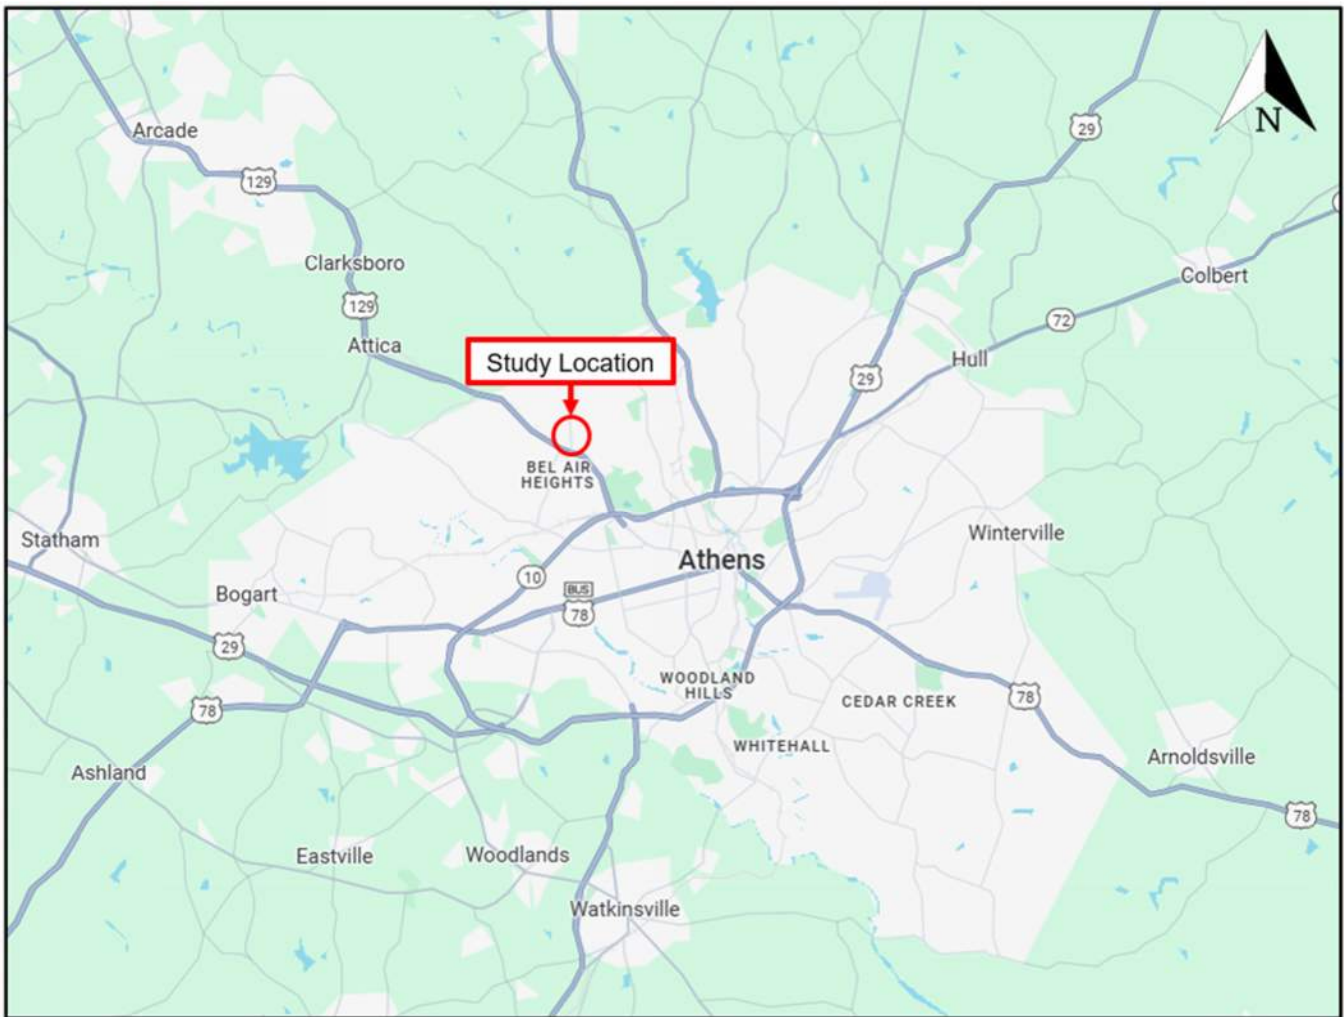 Arcade
29
N
129
Clarksboro
Colbert
129
72
Attica
Study Location
Hull
29
BEL AIR
HEIGHTS
Statham
Winterville
Athens
10
BUS
78
Bogart
29
WOODLAND
HILLS
78
CEDAR CREEK
78
WHITEHALL
Ashland
Arnoldsville
78
Eastville
Woodlands
Watkinsville